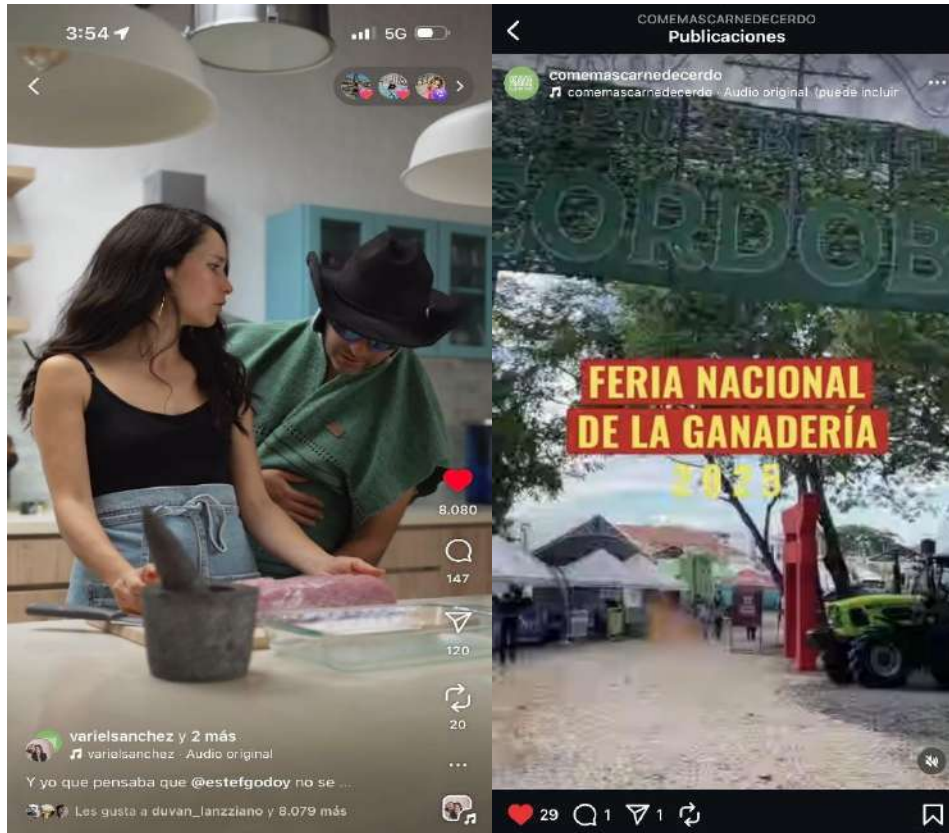 3:54
5G
8.080
147
120
20
varielsanchez y 2 más
varielsanchez · Audio original
Y yo que pensaba que @estefgodoy no se ...
Les gusta a duvan_lanzziano y 8.079 más
COMEMASCARNEDECERDO
Publicaciones
comemascarnedecerdo
comemascarnedecerdo · Audio original (puede incluir
CORDOB
FERIA NACIONAL
DE LA GANADERÍA
2025
29
1
1